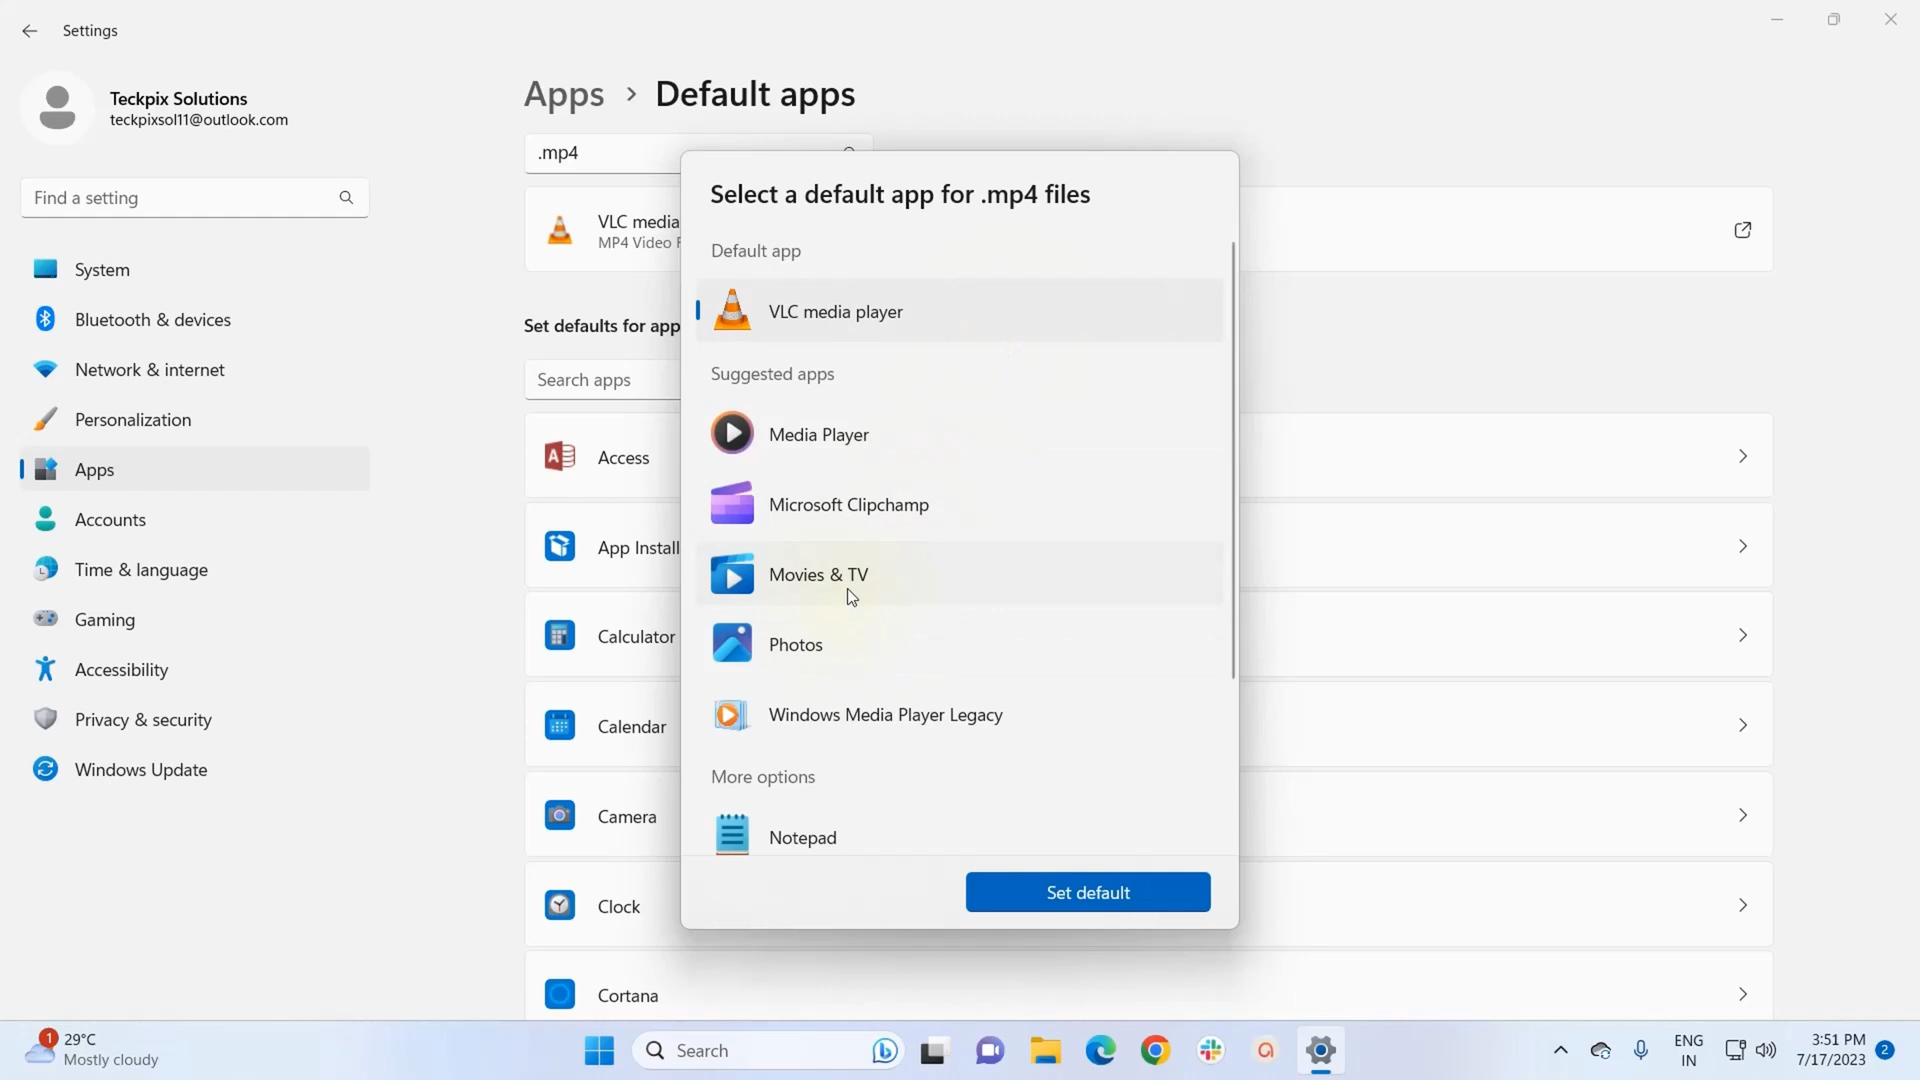 Settings
Teckpix Solutions
teckpixsol11@outlook.com
Find a setting
System
Bluetooth & devices
Network & internet
Personalization
Apps
Accounts
Time & language
Gaming
Accessibility
Privacy & security
Windows Update
Apps > Default apps
.mp4
VLC media
MP4 Video F
Set defaults for app
Search apps
Access
App Install
Calculator
Calendar
Camera
Clock
Cortana
Select a default app for .mp4 files
Default app
VLC media player
Suggested apps
Media Player
Microsoft Clipchamp
Movies & TV
Photos
Windows Media Player Legacy
More options
Notepad
Set default
1
29°C
Mostly cloudy
Search
ENG
IN
3:51 PM
7/17/2023
2